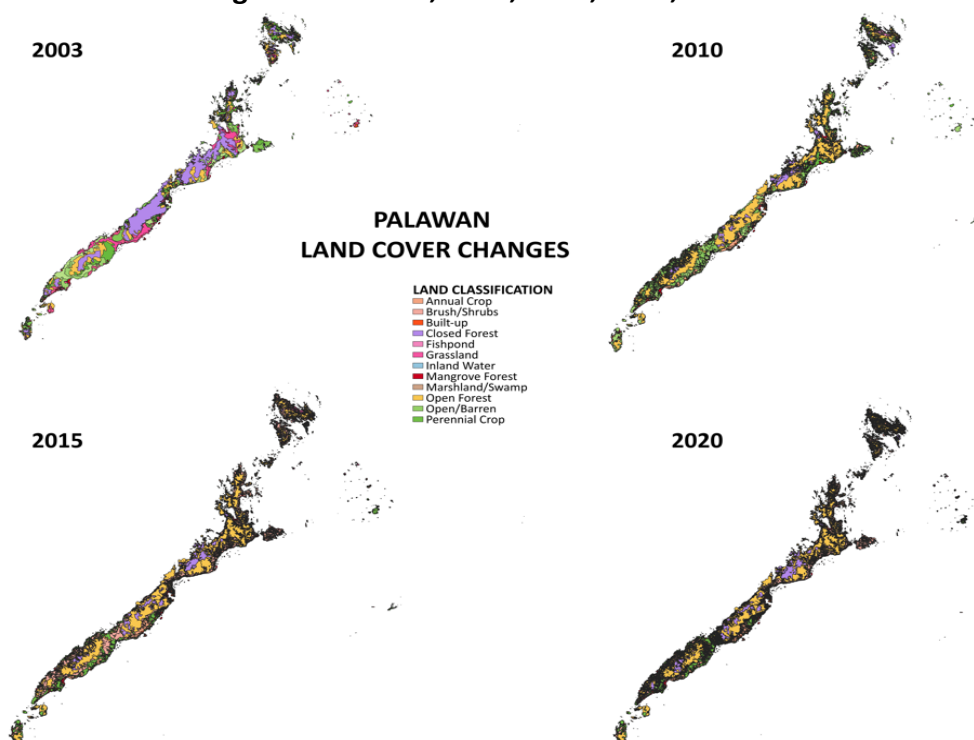 2003
2010
PALAWAN
LAND COVER CHANGES
LAND CLASSIFICATION
Annual Crop
Brush/Shrubs
Built-up
Closed Forest
Fishpond
Grassland
Inland Water
Mangrove Forest
Marshland/Swamp
Open Forest
Open/Barren
Perennial Crop
2015
2020